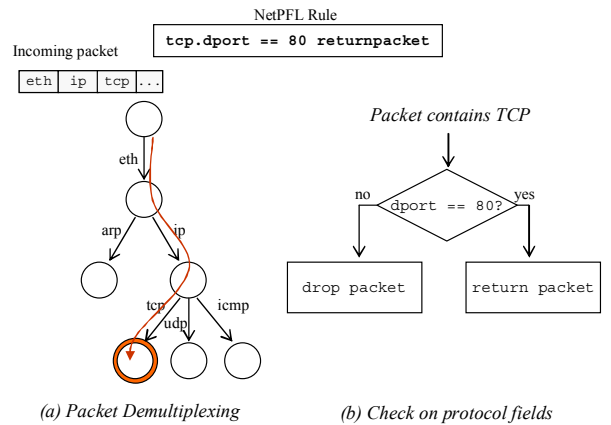 NetPFL Rule
tcp.dport == 80 returnpacket
Incoming packet
eth ip tcp ...
eth
arp
ip
tcp
udp
icmp
(a) Packet Demultiplexing
Packet contains TCP
no
yes
dport == 80?
drop packet
return packet
(b) Check on protocol fields